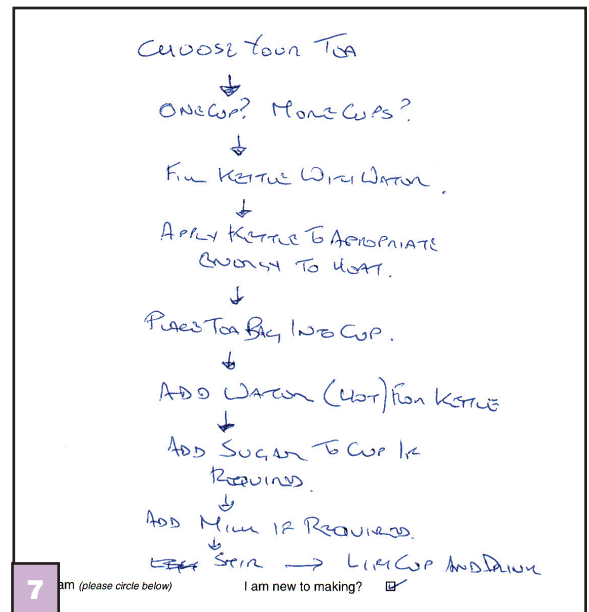 CHOOSE YOUR TEA
↓
ONE CUP? MORE CUPS?
↓
FILL KETTLE WITH WATER.
↓
APPLY KETTLE TO APROPRIATE
ENERGY TO HEAT.
↓
PLACE TEA BAG INTO CUP.
↓
ADD WATER (HOT) FROM KETTLE
↓
ADD SUGAR TO CUP IF
REQUIRED.
↓
ADD MILK IF REQUIRED.
↓
STIR → LIFT CUP AND DRINK
7 am (please circle below) I am new to making? ☑